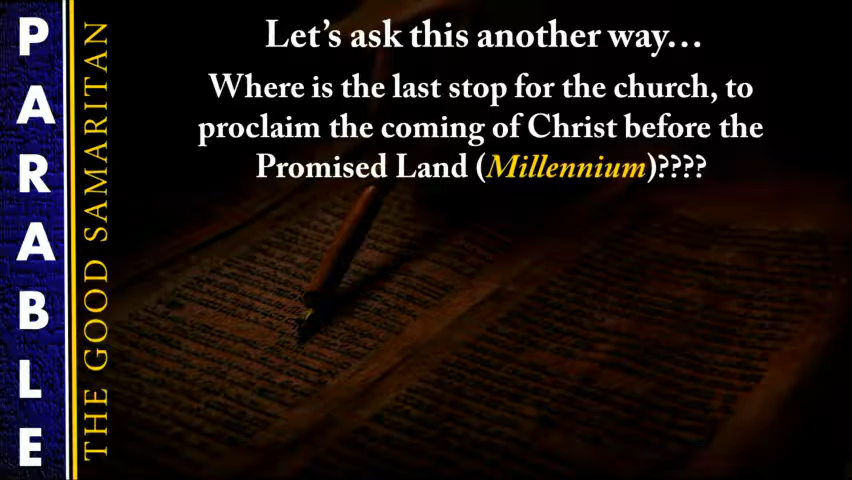 PARABLE
THE GOOD SAMARITAN
Let’s ask this another way…
Where is the last stop for the church, to
proclaim the coming of Christ before the
Promised Land (Millennium)????